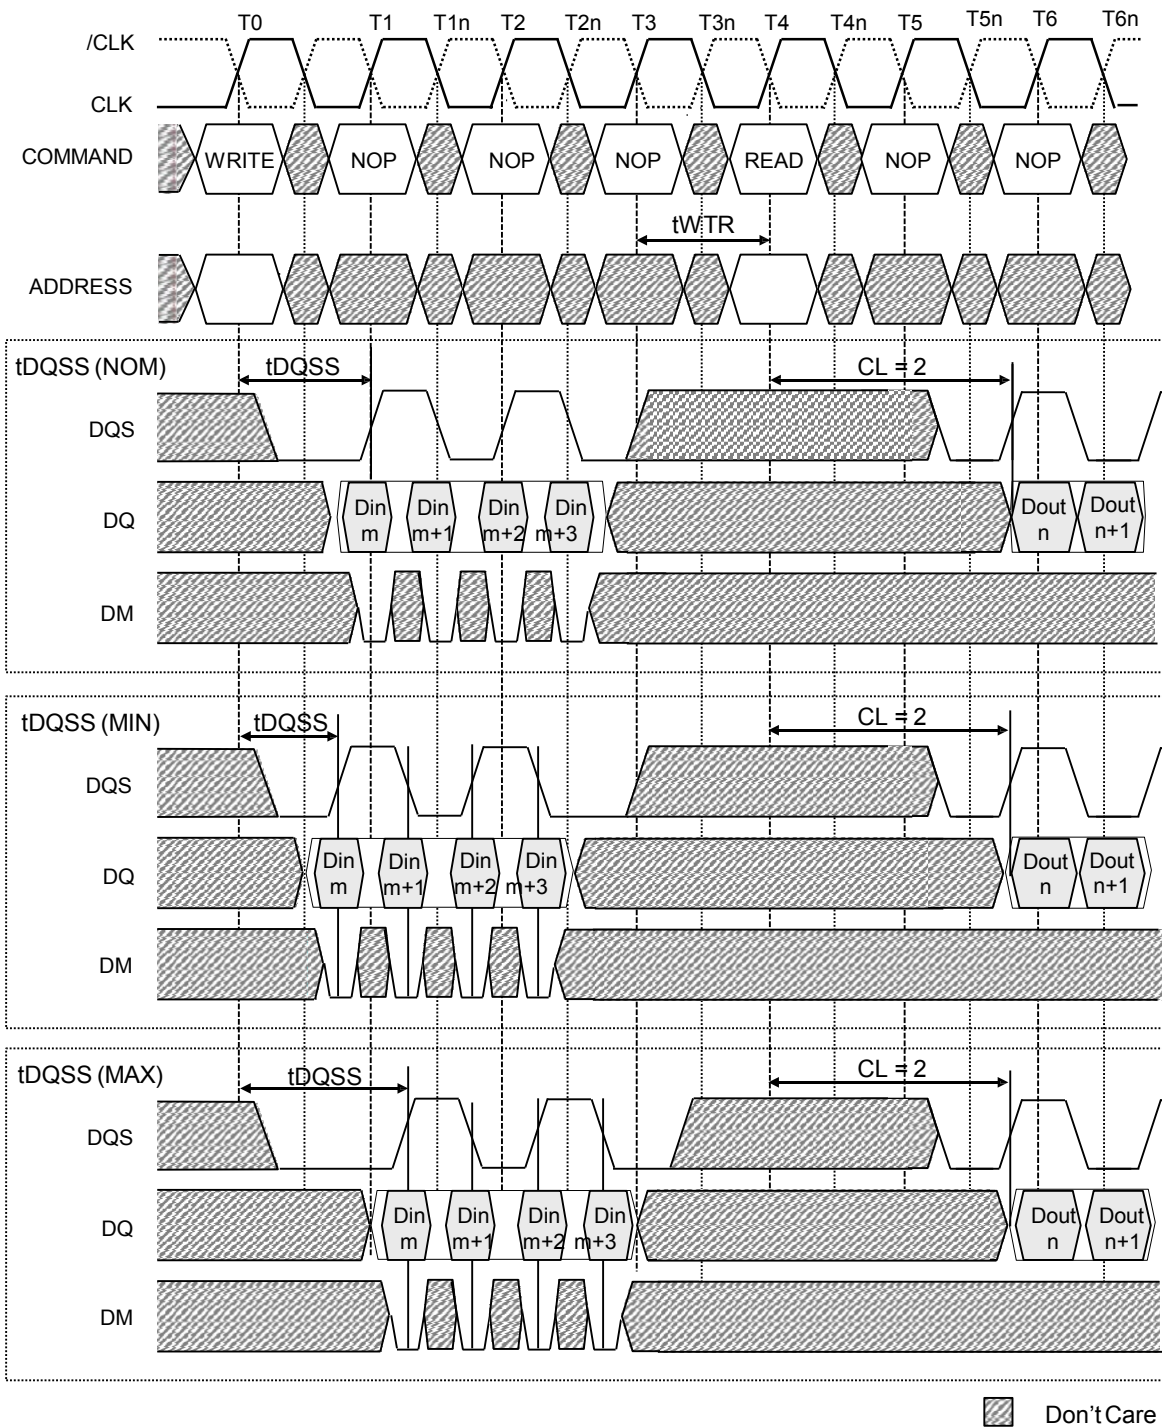 T0 T1 T1n T2 T2n T3 T3n T4 T4n T5 T5n T6 T6n
/CLK
CLK
COMMAND WRITE NOP NOP NOP READ NOP NOP
tWTR
ADDRESS
tDQSS (NOM) tDQSS CL = 2
DQS
DQ Din m Din m+1 Din m+2 Din m+3 Dout n Dout n+1
DM
tDQSS (MIN) tDQSS CL = 2
DQS
DQ Din m Din m+1 Din m+2 Din m+3 Dout n Dout n+1
DM
tDQSS (MAX) tDQSS CL = 2
DQS
DQ Din m Din m+1 Din m+2 Din m+3 Dout n Dout n+1
DM
Don't Care